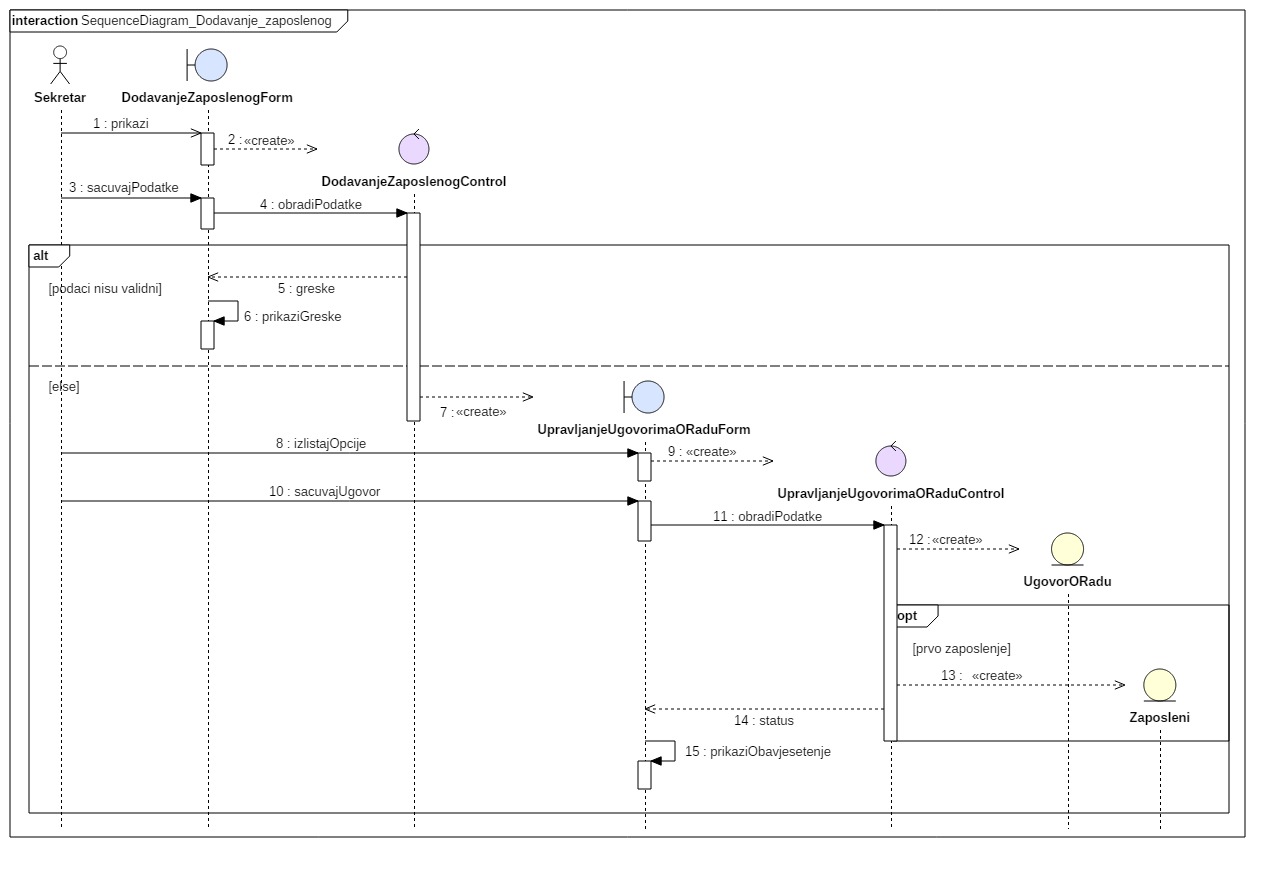 interaction SequenceDiagram_Dodavanje_zaposlenog
Sekretar
DodavanjeZaposlenogForm
1 : prikazi
2 : «create»
DodavanjeZaposlenogControl
3 : sacuvajPodatke
4 : obradiPodatke
alt
5 : greske
[podaci nisu validni]
6 : prikaziGreske
[else]
7 : «create»
UpravljanjeUgovorimaORaduForm
8 : izlistajOpcije
9 : «create»
10 : sacuvajUgovor
UpravljanjeUgovorimaORaduControl
11 : obradiPodatke
12 : «create»
UgovorORadu
opt
[prvo zaposlenje]
13 : «create»
Zaposleni
14 : status
15 : prikaziObavjesetenje